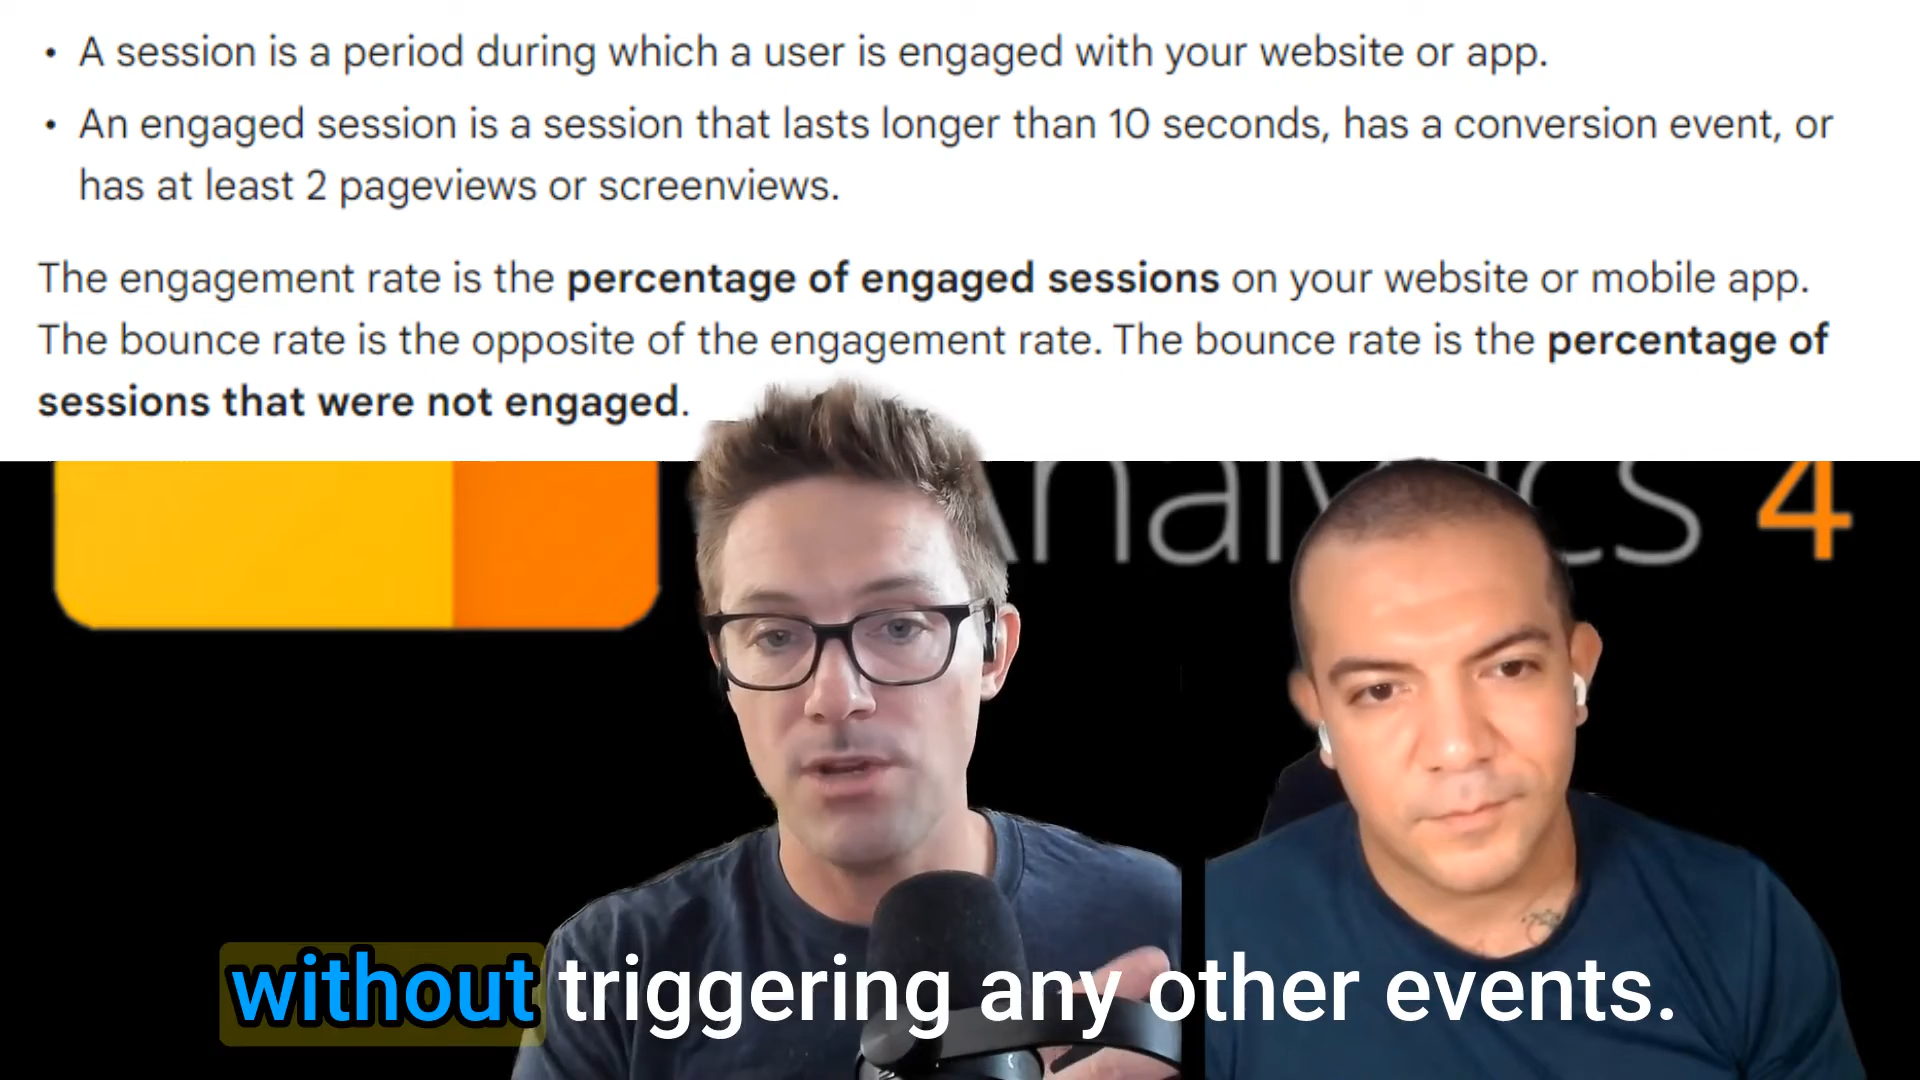 • A session is a period during which a user is engaged with your website or app.
• An engaged session is a session that lasts longer than 10 seconds, has a conversion event, or
has at least 2 pageviews or screenviews.
The engagement rate is the percentage of engaged sessions on your website or mobile app.
The bounce rate is the opposite of the engagement rate. The bounce rate is the percentage of
sessions that were not engaged.
Analytics 4
without triggering any other events.